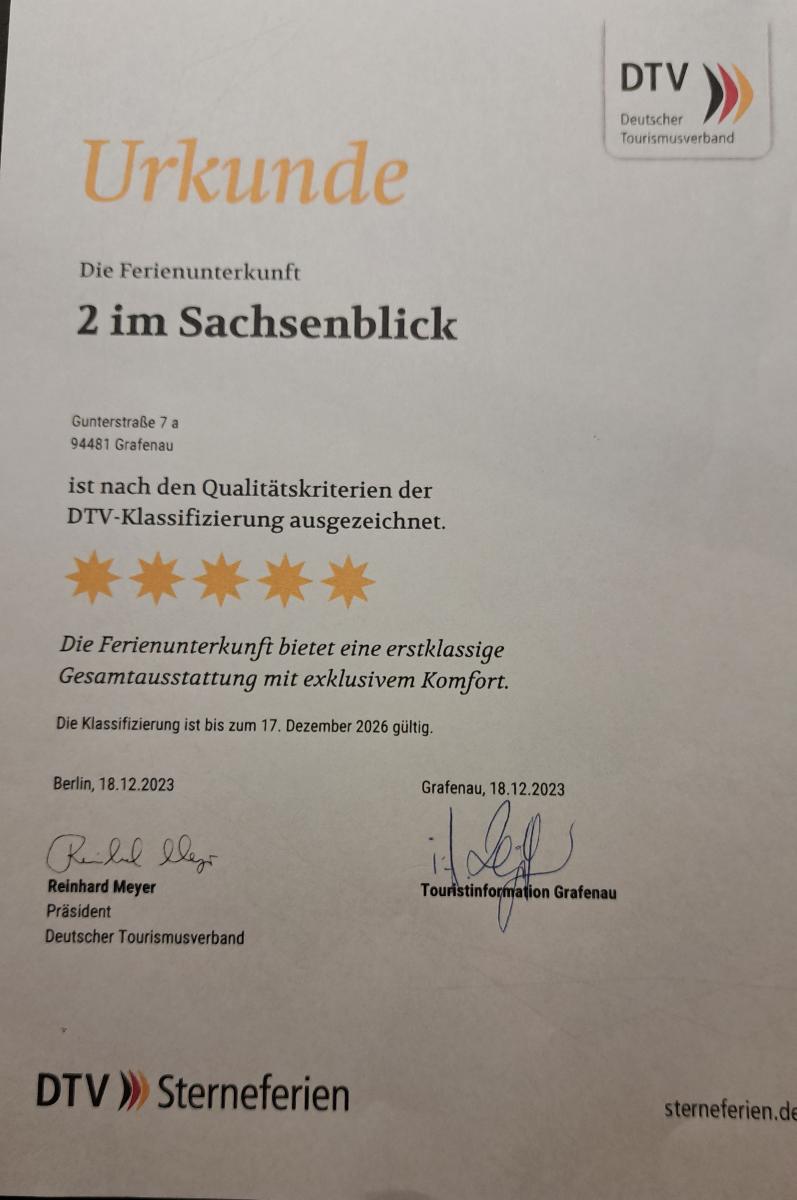 DTV
Deutscher
Tourismusverband
Urkunde
Die Ferienunterkunft
2 im Sachsenblick
Gunterstraße 7 a
94481 Grafenau
ist nach den Qualitätskriterien der
DTV-Klassifizierung ausgezeichnet.
Die Ferienunterkunft bietet eine erstklassige
Gesamtausstattung mit exklusivem Komfort.
Die Klassifizierung ist bis zum 17. Dezember 2026 gültig.
Berlin, 18.12.2023
Reinhard Meyer
Reinhard Meyer
Präsident
Deutscher Tourismusverband
Grafenau, 18.12.2023
Touristinformation Grafenau
DTV Sterneferien
sterneferien.de